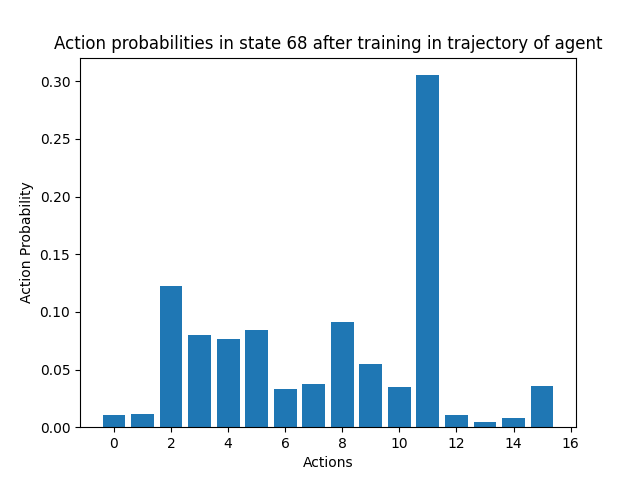 Action probabilities in state 68 after training in trajectory of agent
0.30
0.25
0.20
0.15
0.10
0.05
0.00
Action Probability
0 2 4 6 8 10 12 14 16
Actions